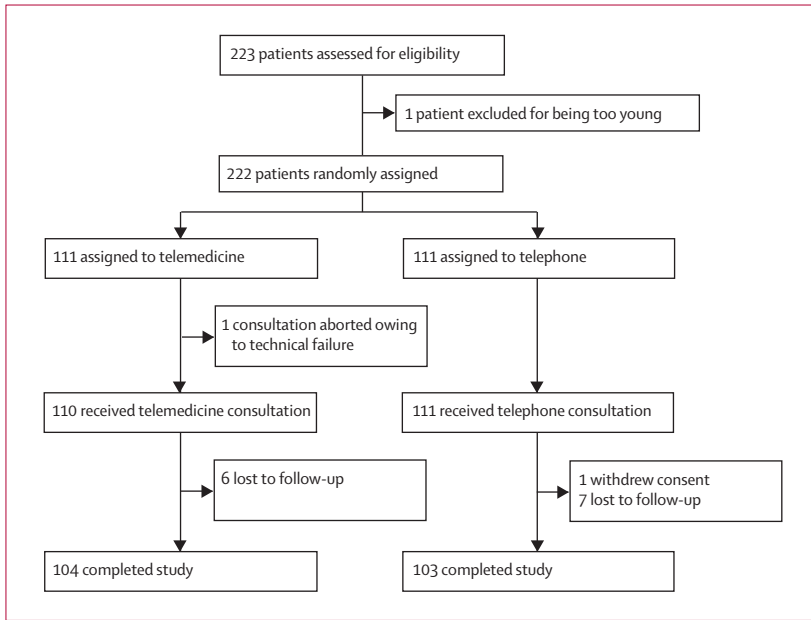 223 patients assessed for eligibility
1 patient excluded for being too young
222 patients randomly assigned
111 assigned to telemedicine
111 assigned to telephone
1 consultation aborted owing
to technical failure
110 received telemedicine consultation
111 received telephone consultation
6 lost to follow-up
1 withdrew consent
7 lost to follow-up
104 completed study
103 completed study